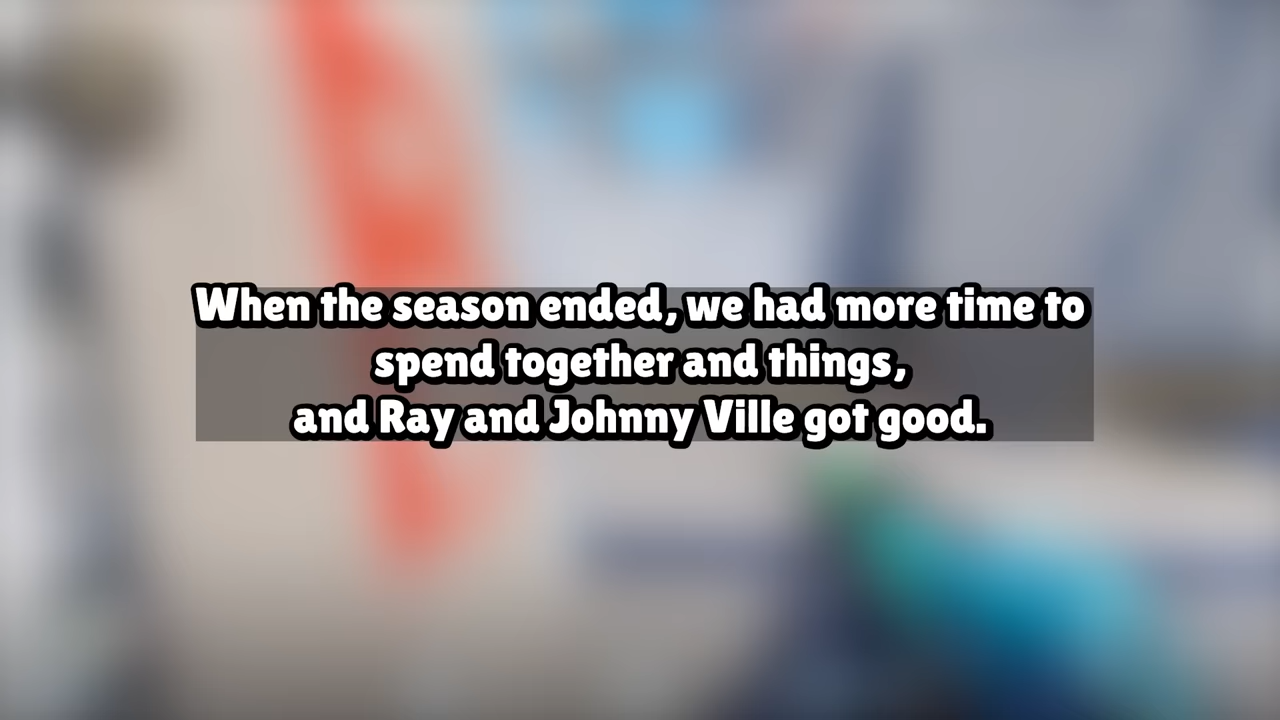 When the season ended, we had more time to
spend together and things,
and Ray and Johnny Ville got good.